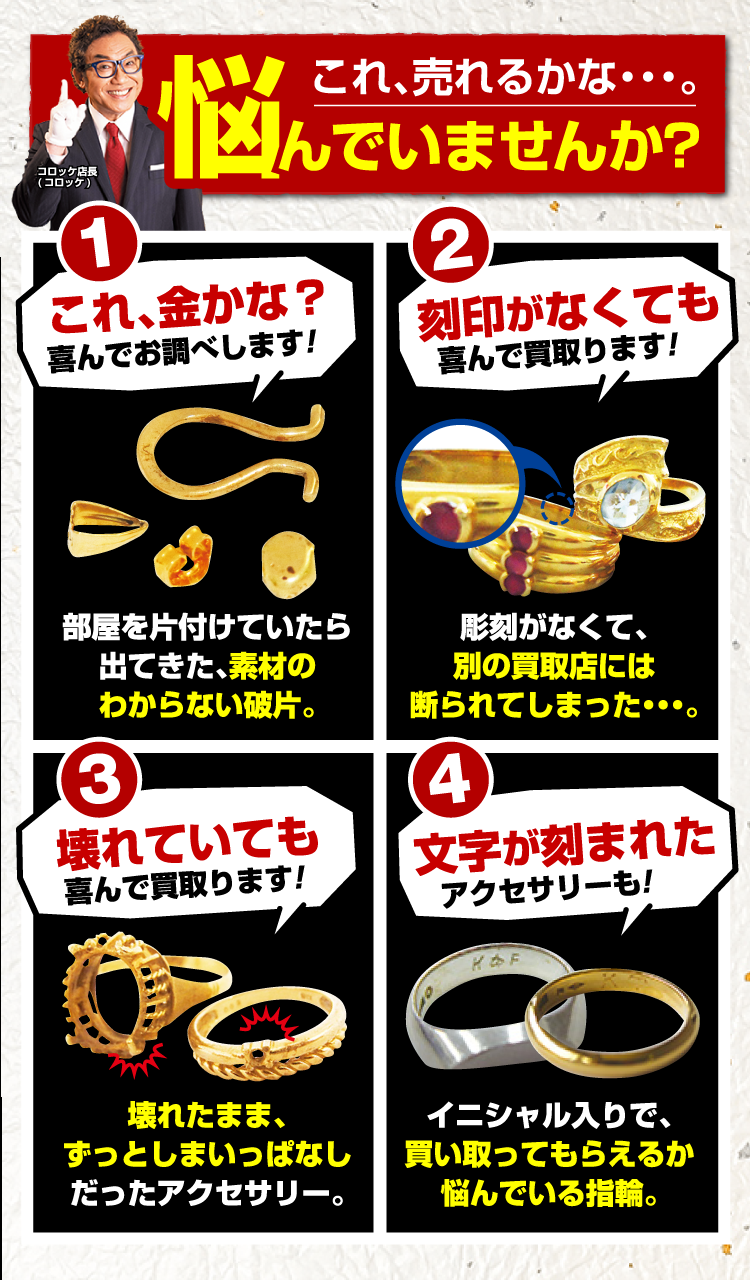 これ、売れるかな・・・。
悩んでいませんか？
コロッケ店長
(コロッケ)
1
これ、金かな？
喜んでお調べします！
部屋を片付けていたら
出てきた、素材の
わからない破片。
2
刻印がなくても
喜んで買取ります！
彫刻がなくて、
別の買取店には
断られてしまった・・・。
3
壊れていても
喜んで買取ります！
壊れたまま、
ずっとしまいっぱなし
だったアクセサリー。
4
文字が刻まれた
アクセサリーも！
K F
イニシャル入りで、
買い取ってもらえるか
悩んでいる指輪。